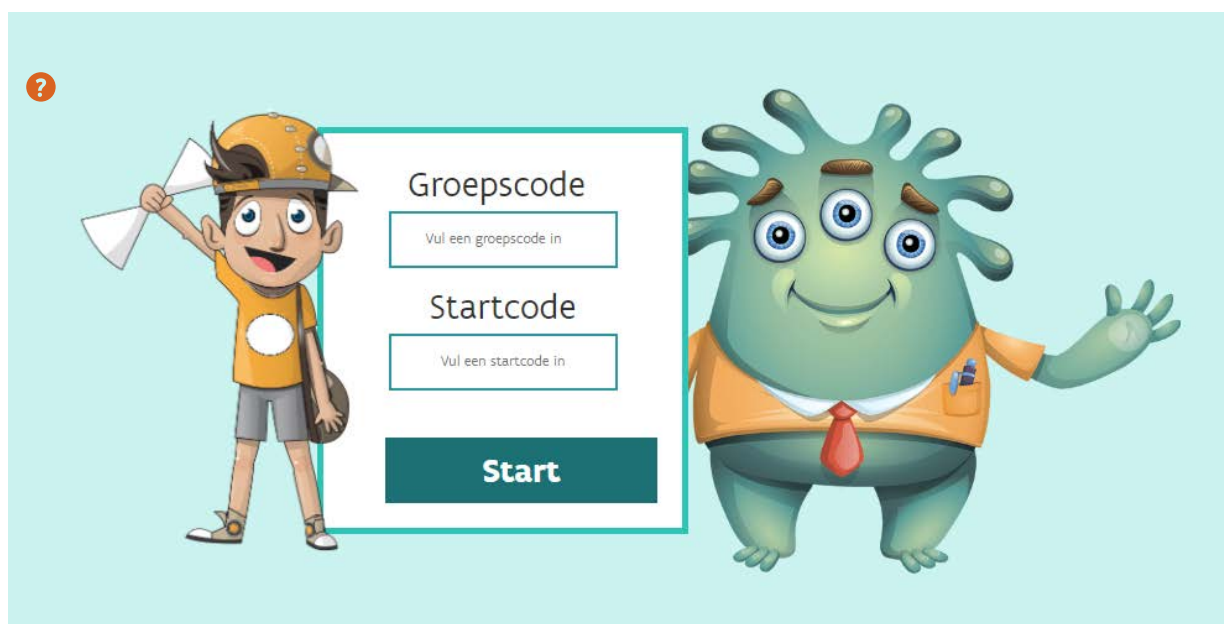 ?
Groepscode
Vul een groepscode in
Startcode
Vul een startcode in
Start